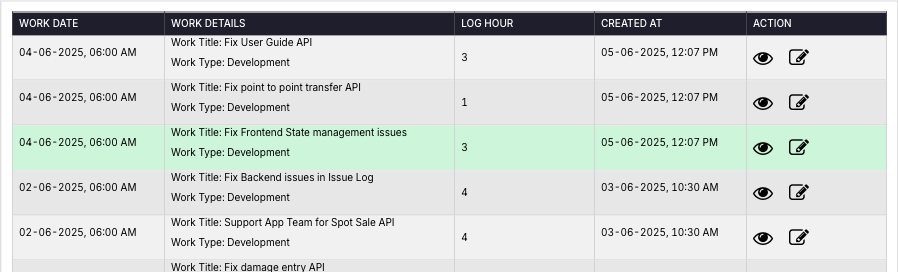 WORK DATE WORK DETAILS LOG HOUR CREATED AT ACTION
Work Title: Fix User Guide API
04-06-2025, 06:00 AM 3 05-06-2025, 12:07 PM
Work Type: Development
Work Title: Fix point to point transfer API
04-06-2025, 06:00 AM 1 05-06-2025, 12:07 PM
Work Type: Development
Work Title: Fix Frontend State management issues
04-06-2025, 06:00 AM 3 05-06-2025, 12:07 PM
Work Type: Development
Work Title: Fix Backend issues in Issue Log
02-06-2025, 06:00 AM 4 03-06-2025, 10:30 AM
Work Type: Development
Work Title: Support App Team for Spot Sale API
02-06-2025, 06:00 AM 4 03-06-2025, 10:30 AM
Work Type: Development
Work Title: Fix damage entry API